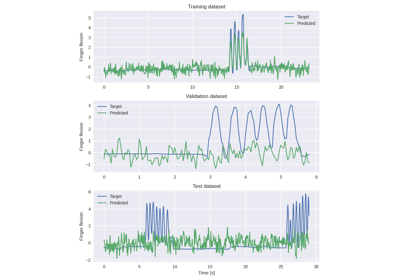 Training dataset
Finger flexion
5
4
3
2
1
0
−1
Target
Predicted
0
5
10
15
20
Validation dataset
Finger flexion
4
3
2
1
0
−1
Target
Predicted
0
1
2
3
4
5
6
Test dataset
Finger flexion
6
4
2
0
−2
Target
Predicted
0
5
10
15
20
25
30
Time [s]